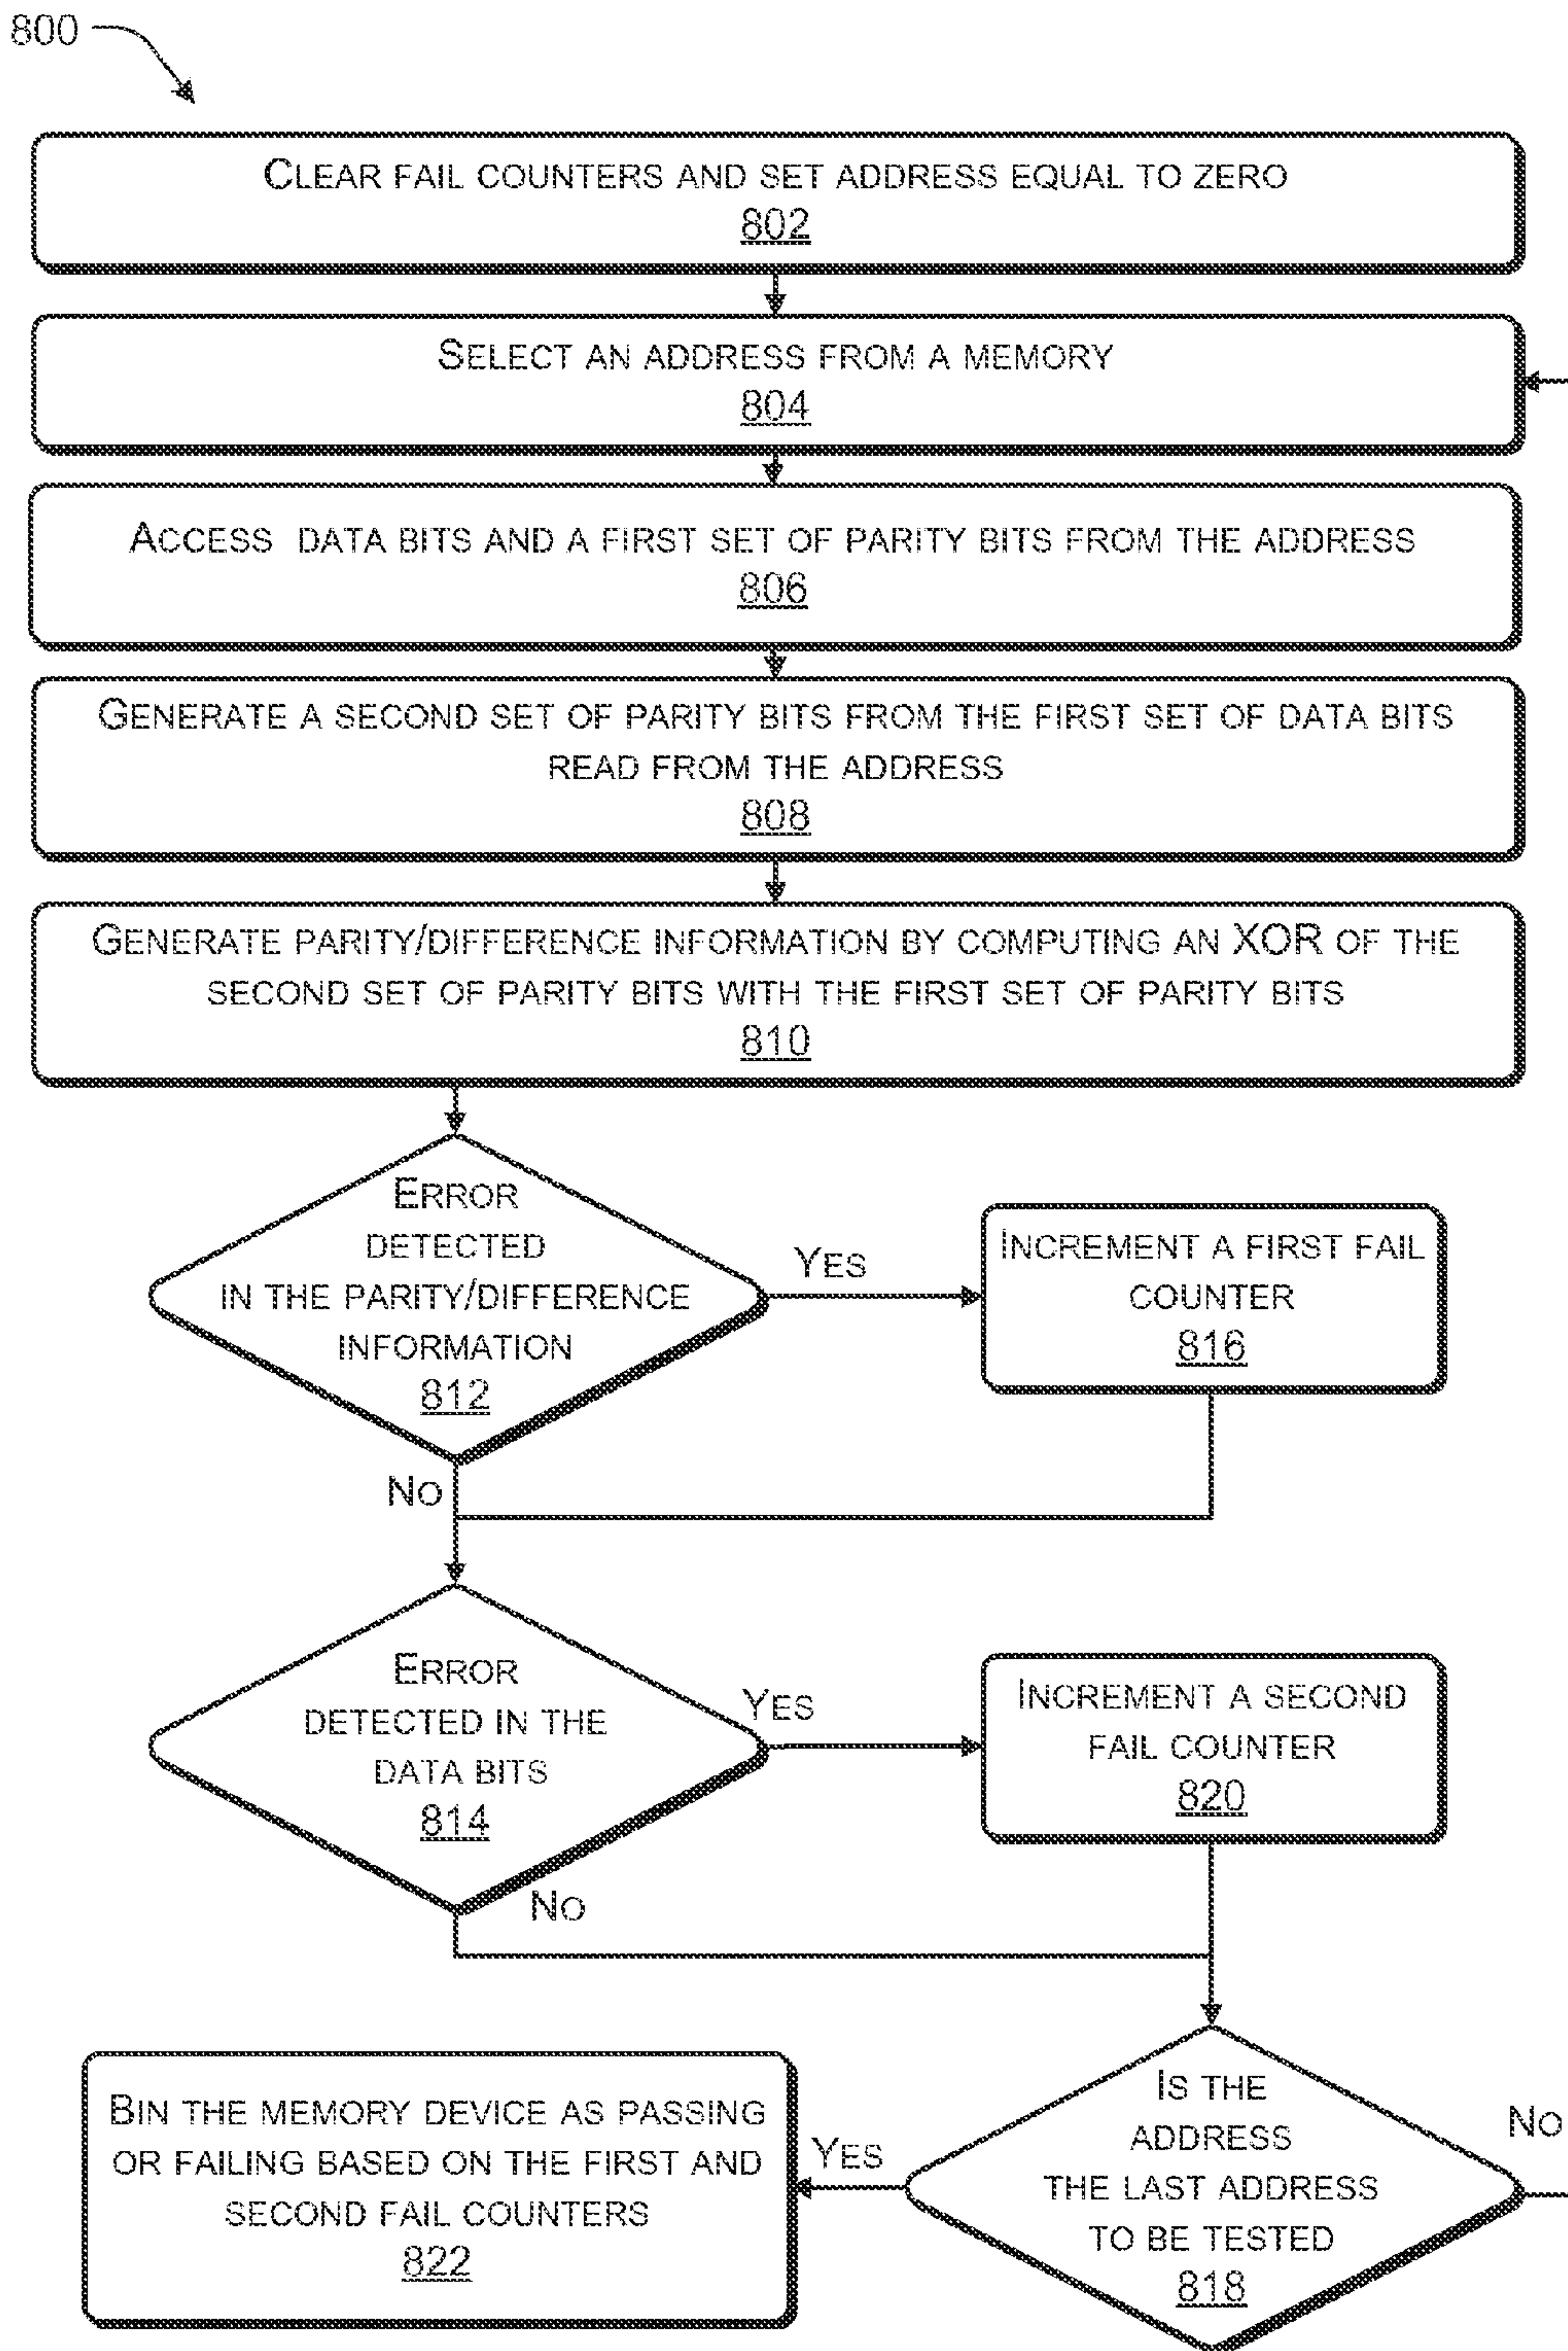 800
CLEAR FAIL COUNTERS AND SET ADDRESS EQUAL TO ZERO
802
SELECT AN ADDRESS FROM A MEMORY
804
ACCESS DATA BITS AND A FIRST SET OF PARITY BITS FROM THE ADDRESS
806
GENERATE A SECOND SET OF PARITY BITS FROM THE FIRST SET OF DATA BITS
READ FROM THE ADDRESS
808
GENERATE PARITY/DIFFERENCE INFORMATION BY COMPUTING AN XOR OF THE
SECOND SET OF PARITY BITS WITH THE FIRST SET OF PARITY BITS
810
ERROR
DETECTED
IN THE PARITY/DIFFERENCE
INFORMATION
812
YES
INCREMENT A FIRST FAIL
COUNTER
816
NO
ERROR
DETECTED IN THE
DATA BITS
814
YES
INCREMENT A SECOND
FAIL COUNTER
820
NO
IS THE
ADDRESS
THE LAST ADDRESS
TO BE TESTED
818
NO
YES
BIN THE MEMORY DEVICE AS PASSING
OR FAILING BASED ON THE FIRST AND
SECOND FAIL COUNTERS
822